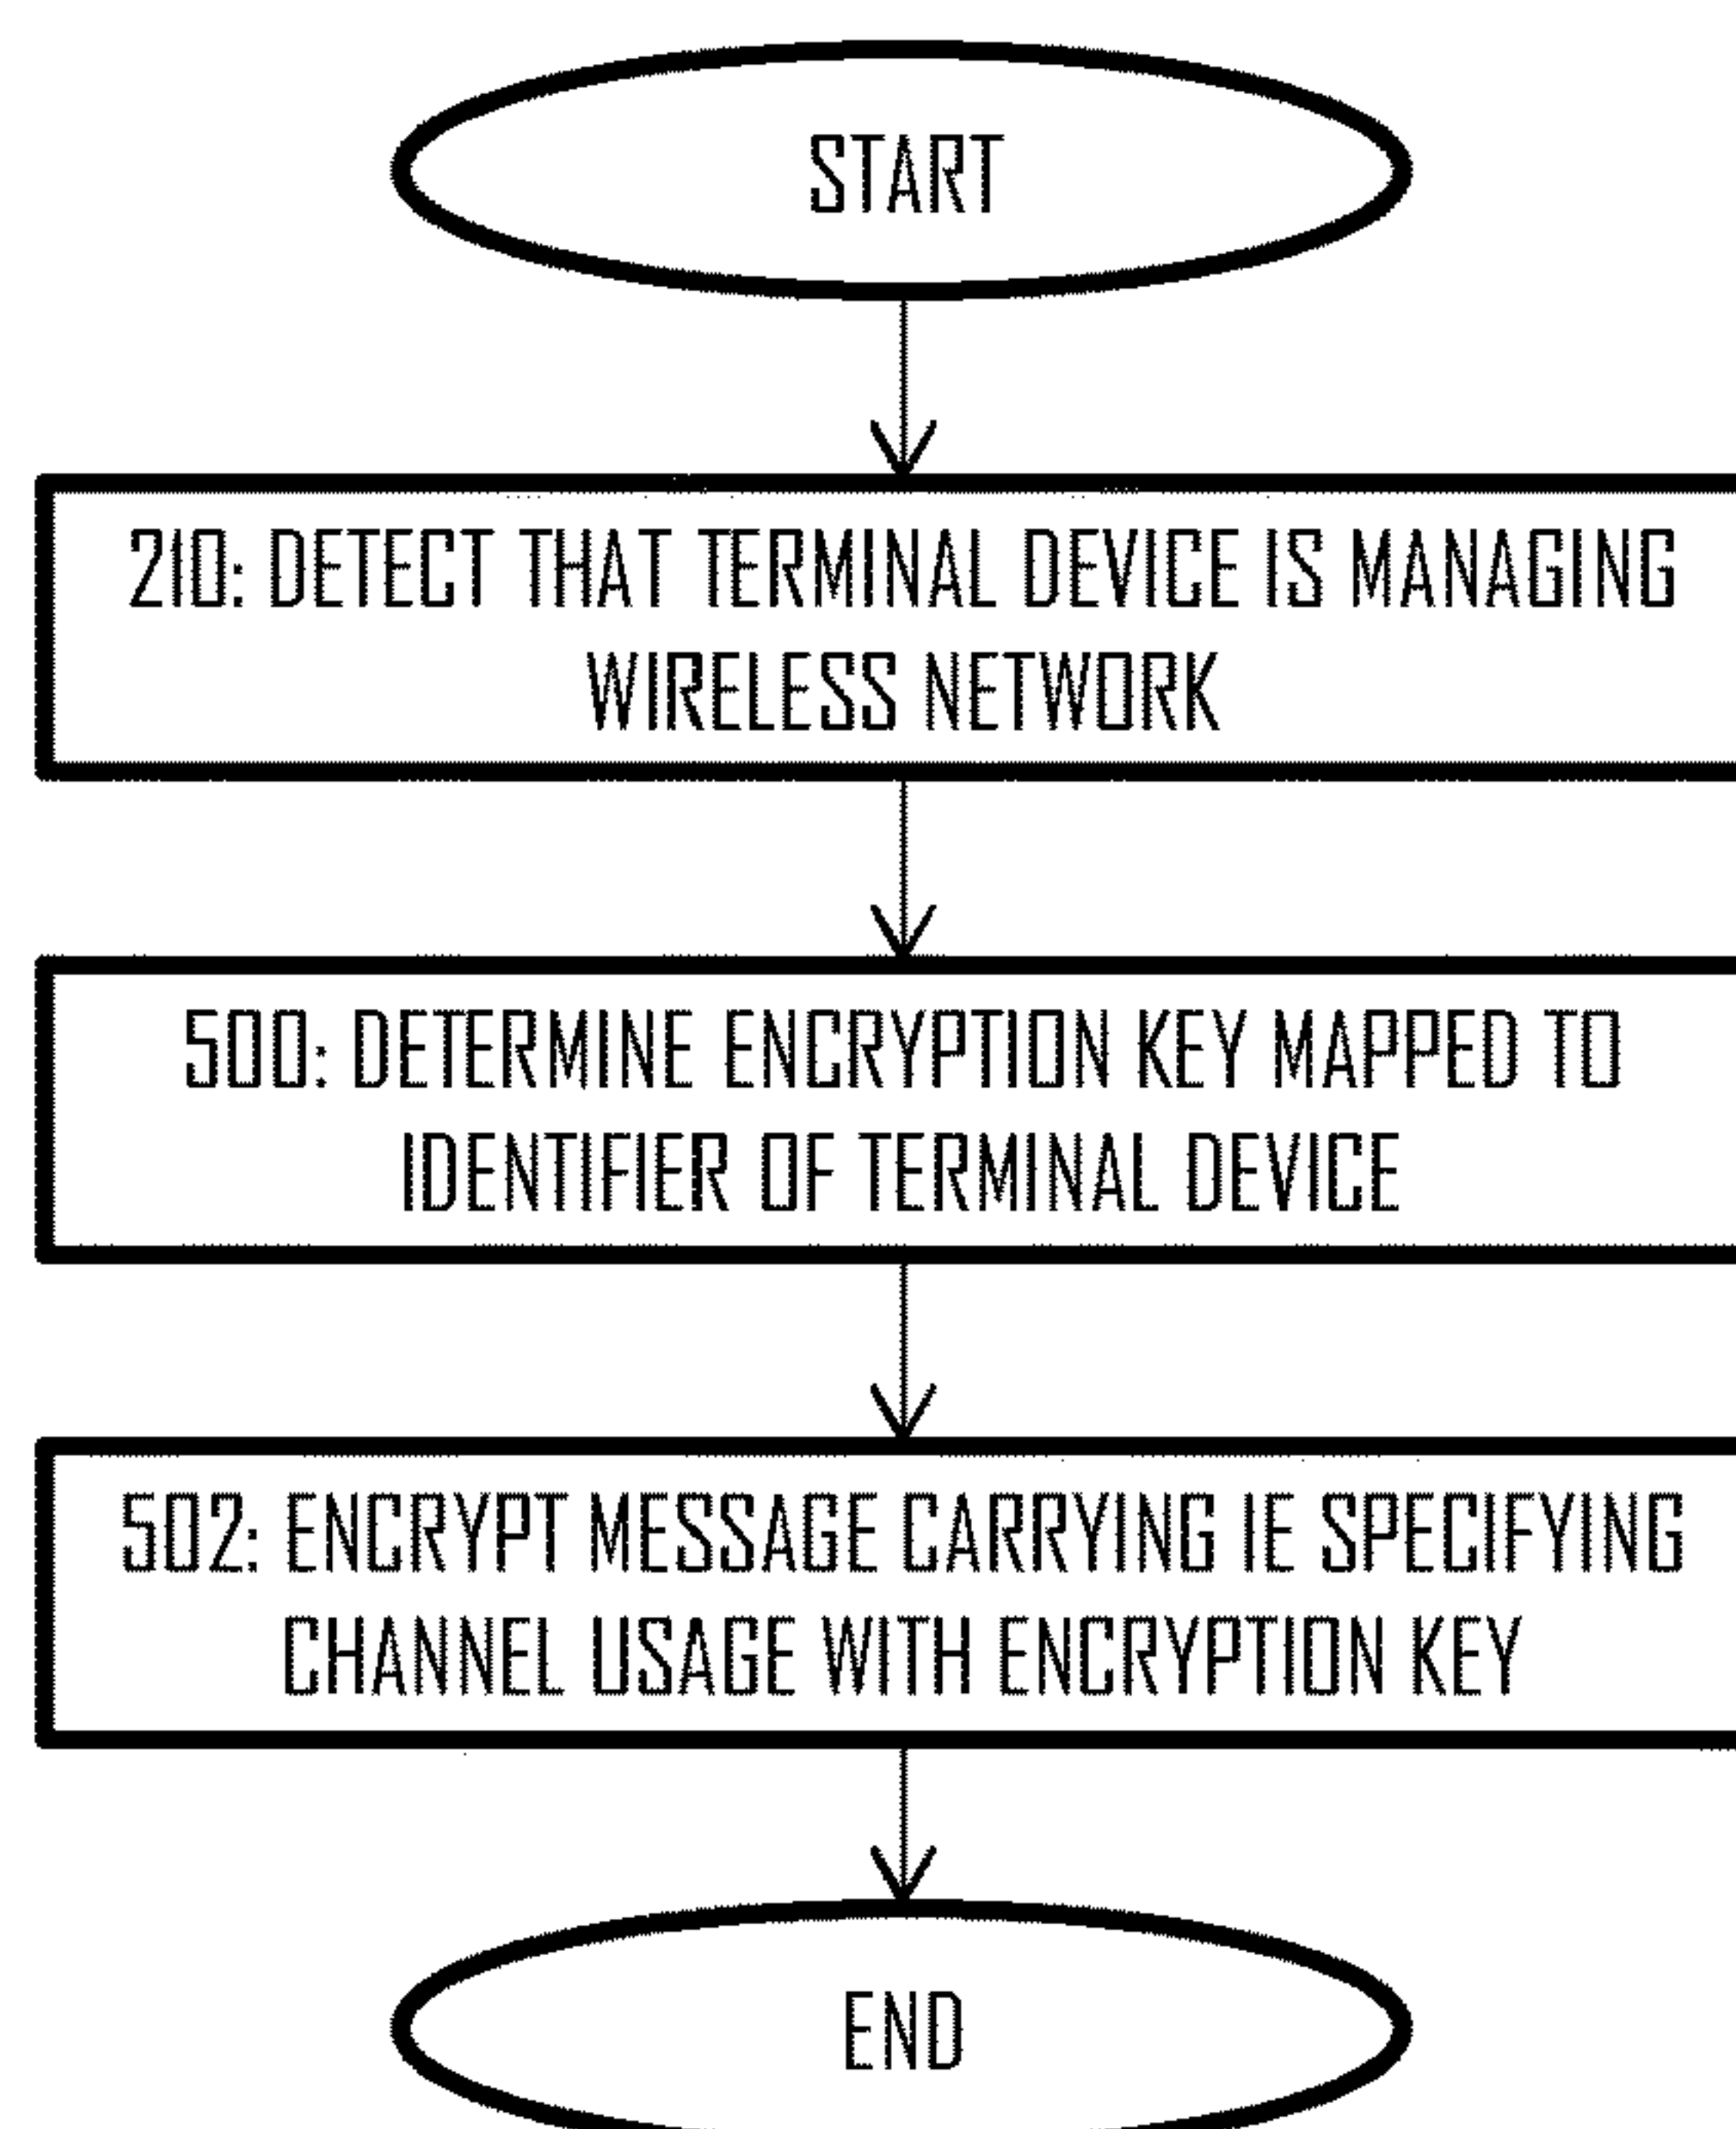 START
210: DETECT THAT TERMINAL DEVICE IS MANAGING
WIRELESS NETWORK
500: DETERMINE ENCRYPTION KEY MAPPED TO
IDENTIFIER OF TERMINAL DEVICE
502: ENCRYPT MESSAGE CARRYING IE SPECIFYING
CHANNEL USAGE WITH ENCRYPTION KEY
END